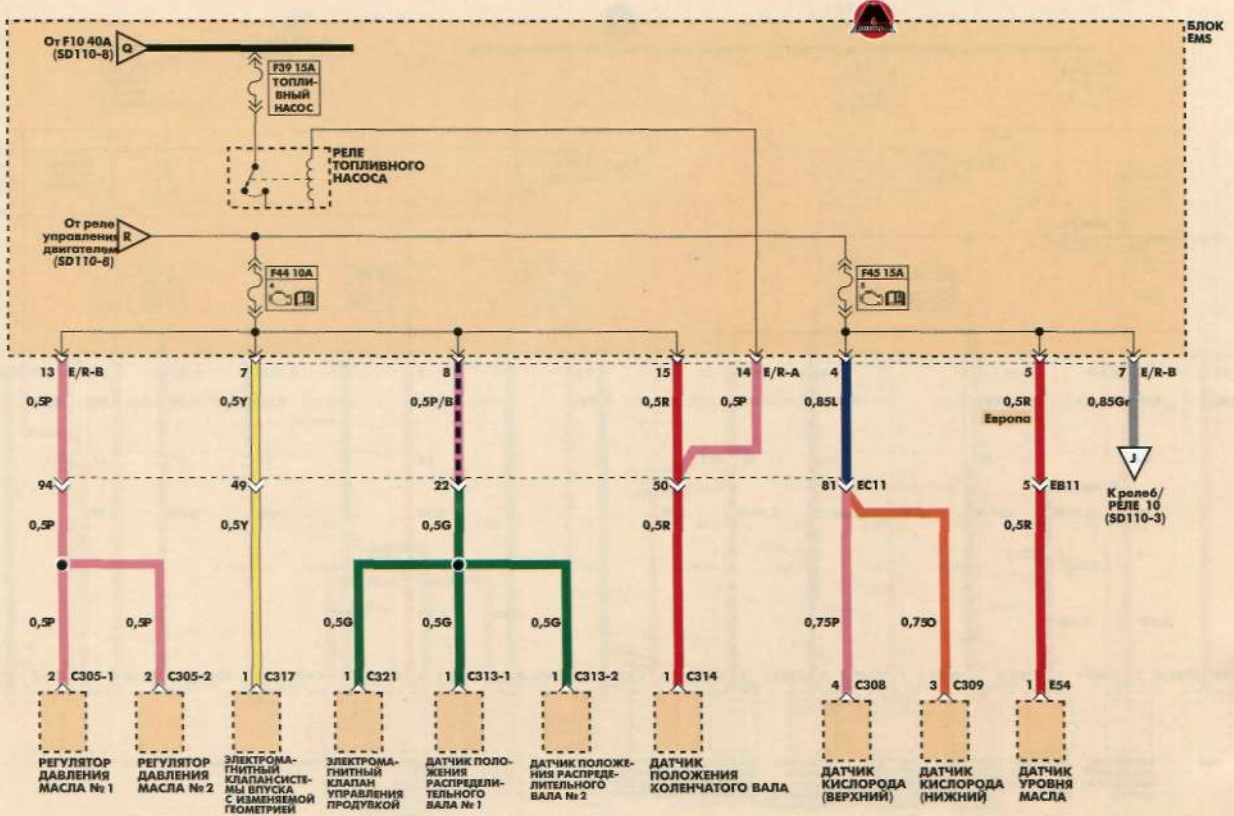 БЛОК
EMS
От F10 40A
(SD110-8)
Q
F39 15A
ТОПЛИ-
ВНЫЙ
НАСОС
РЕЛЕ
ТОПЛИВНОГО
НАСОСА
От реле
управления
двигателем
(SD110-8)
R
F44 10A
F45 15A
13 E/R-B 7 8 15 14 E/R-A 4 5 7 E/R-B
0,5P 0,5Y 0,5P/B 0,5R 0,5P 0,85L 0,5R 0,85Gr
Европа
J
94 49 22 50 81 EC11 5 EB11
К реле6/
РЕЛЕ 10
(SD110-3)
0,5P 0,5Y 0,5G 0,5R 0,5R
0,5P 0,5P 0,5G 0,5G 0,5G 0,75P 0,75O
2 C305-1 2 C305-2 1 C317 1 C321 1 C313-1 1 C313-2 1 C314 4 C308 3 C309 1 E54
РЕГУЛЯТОР
ДАВЛЕНИЯ
МАСЛА № 1
РЕГУЛЯТОР
ДАВЛЕНИЯ
МАСЛА № 2
ЭЛЕКТРОМА-
ГНИТНЫЙ
КЛАПАН СИСТЕ-
МЫ ВПУСКА
С ИЗМЕНЯЕМОЙ
ГЕОМЕТРИЕЙ
ЭЛЕКТРОМА-
ГНИТНЫЙ
КЛАПАН
УПРАВЛЕНИЯ
ПРОДУВКОЙ
ДАТЧИК ПОЛО-
ЖЕНИЯ
РАСПРЕДЕЛИ-
ТЕЛЬНОГО
ВАЛА № 1
ДАТЧИК ПОЛОЖЕ-
НИЯ РАСПРЕДЕ-
ЛИТЕЛЬНОГО
ВАЛА № 2
ДАТЧИК
ПОЛОЖЕНИЯ
КОЛЕНЧАТОГО ВАЛА
ДАТЧИК
КИСЛОРОДА
(ВЕРХНИЙ)
ДАТЧИК
КИСЛОРОДА
(НИЖНИЙ)
ДАТЧИК
УРОВНЯ
МАСЛА